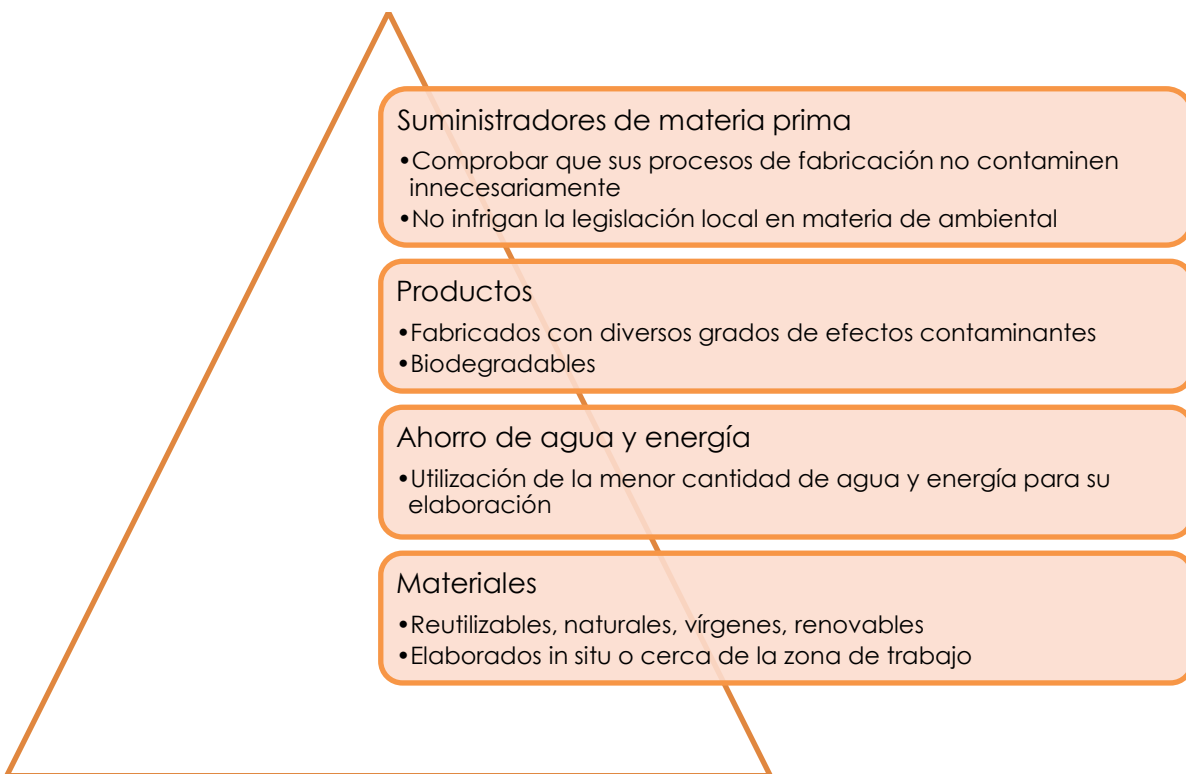 Suministradores de materia prima
•Comprobar que sus procesos de fabricación no contaminen
innecesariamente
•No infrigan la legislación local en materia de ambiental
Productos
•Fabricados con diversos grados de efectos contaminantes
•Biodegradables
Ahorro de agua y energía
•Utilización de la menor cantidad de agua y energía para su
elaboración
Materiales
•Reutilizables, naturales, vírgenes, renovables
•Elaborados in situ o cerca de la zona de trabajo